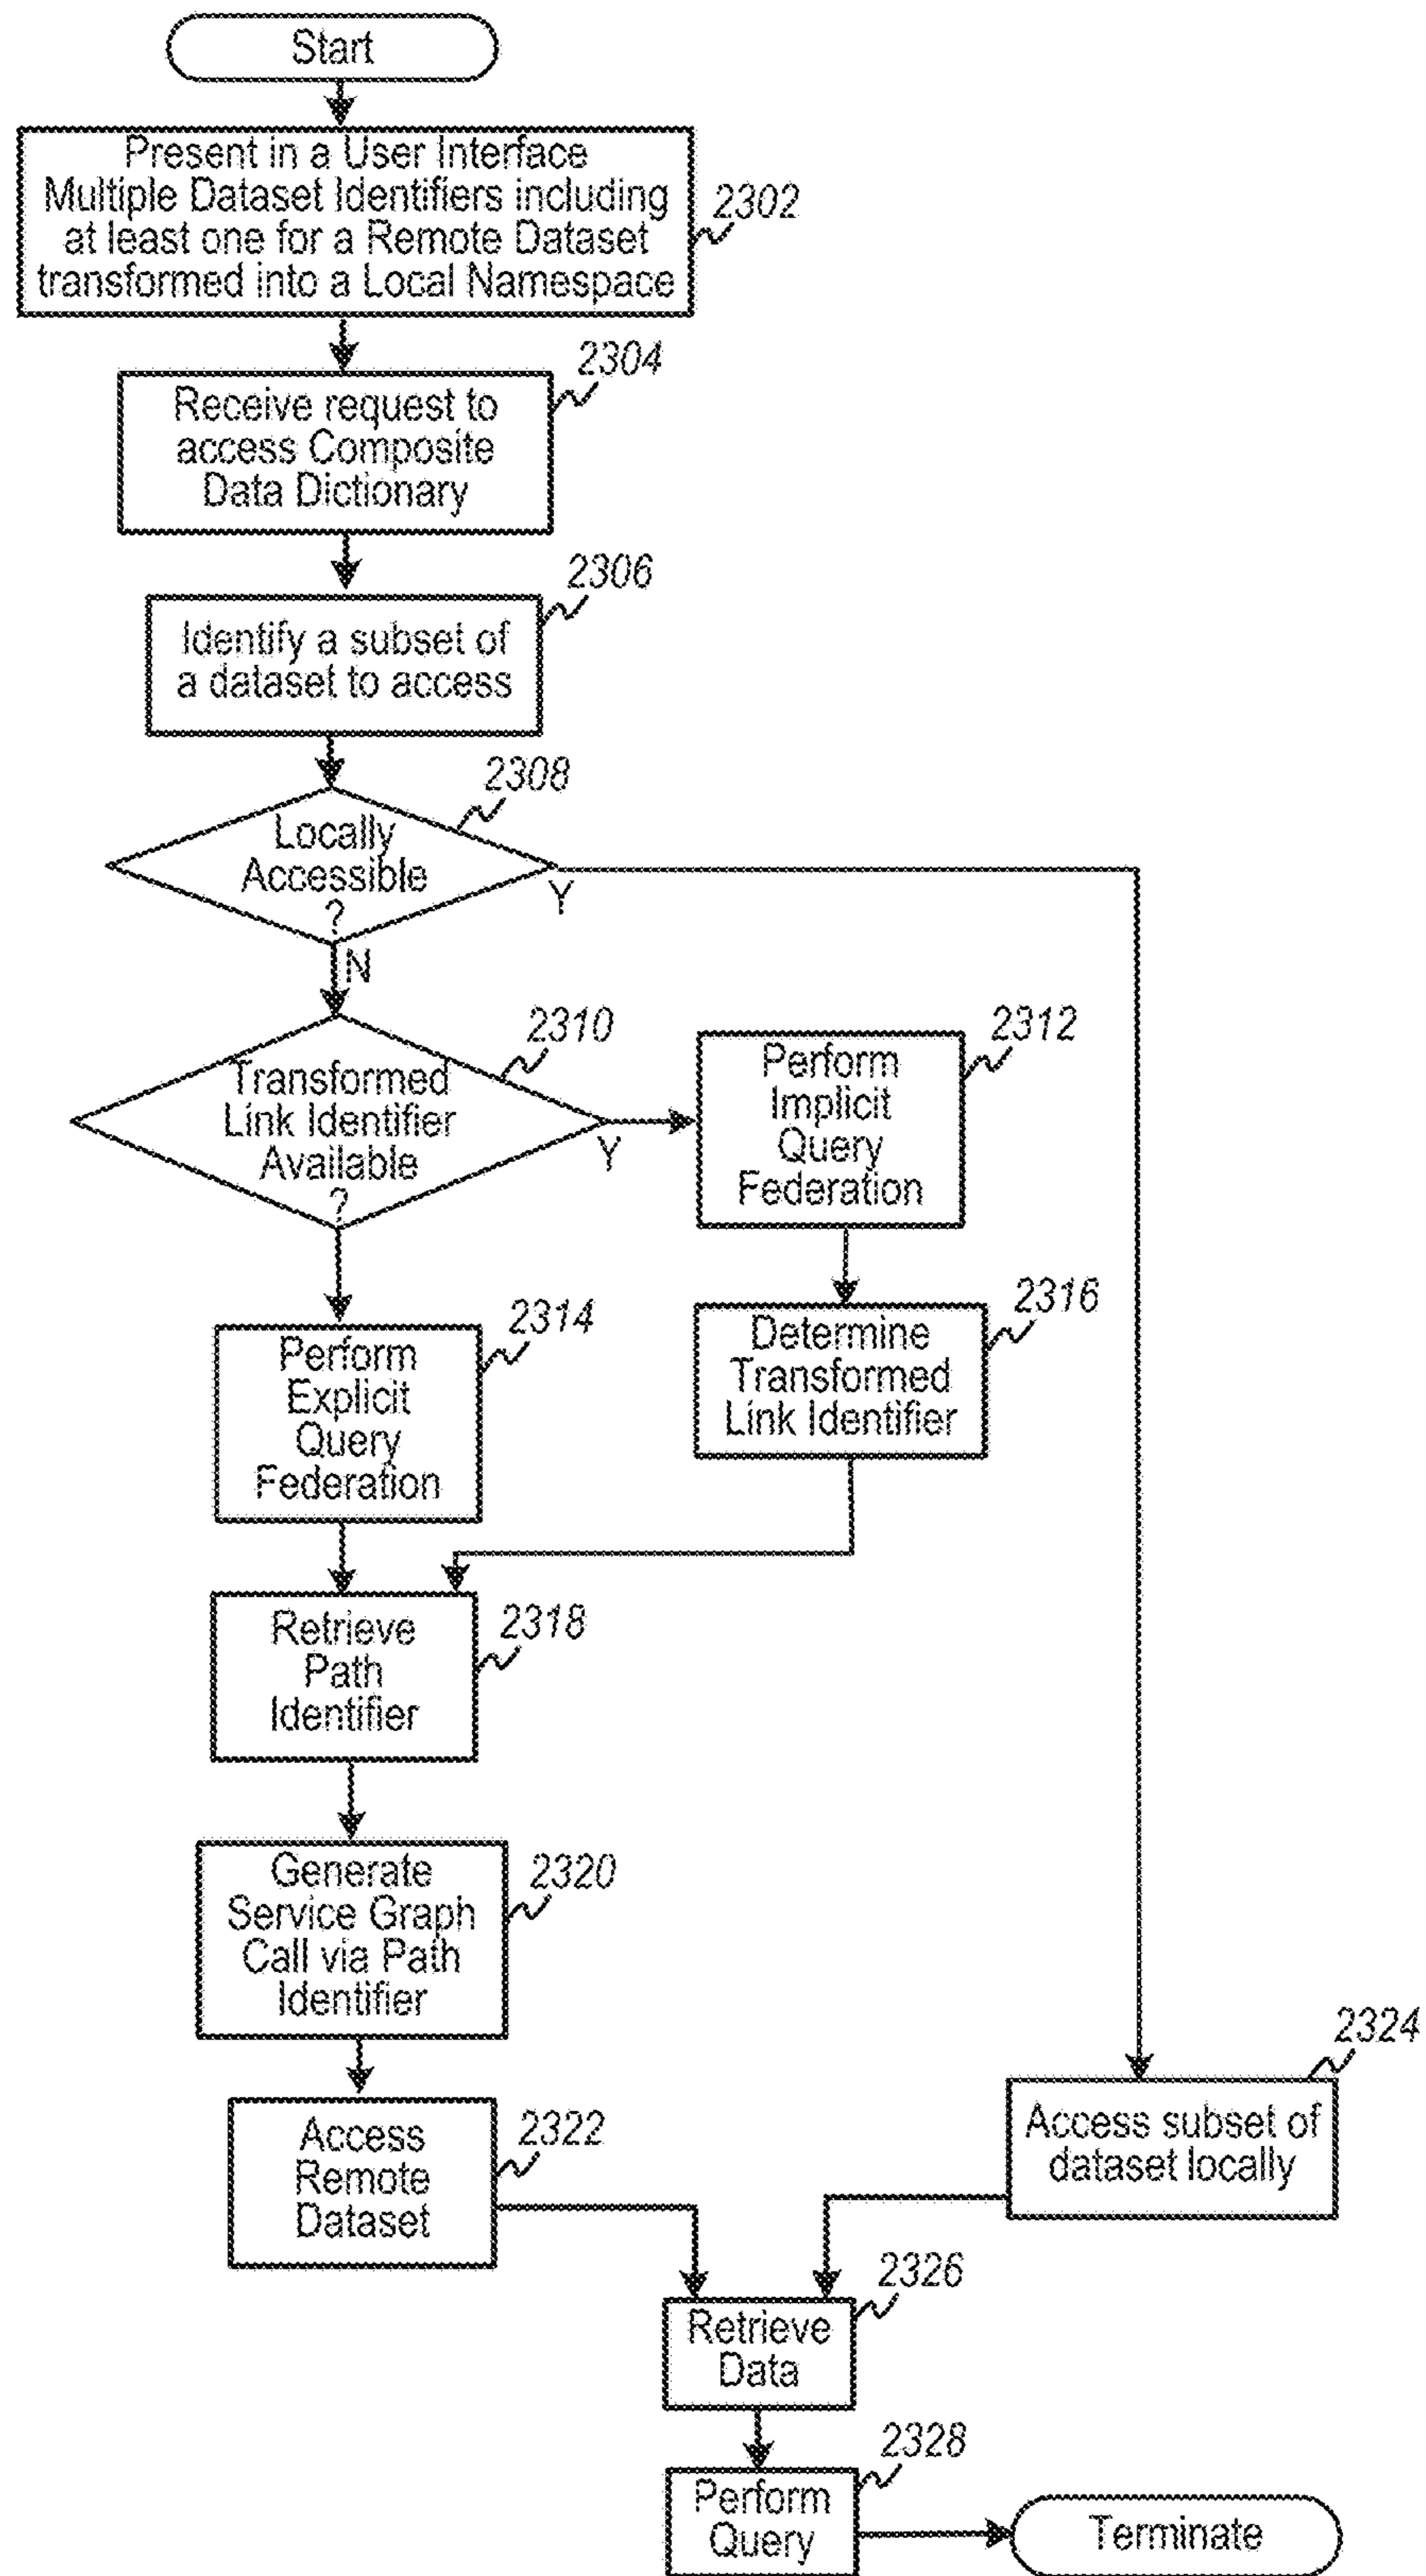 Start
Present in a User Interface
Multiple Dataset Identifiers including
at least one for a Remote Dataset
transformed into a Local Namespace
2302
2304
Receive request to
access Composite
Data Dictionary
2306
Identify a subset of
a dataset to access
2308
Locally
Accessible
?
Y
N
2310
Transformed
Link Identifier
Available
?
Y
2312
Perform
Implicit
Query
Federation
2314
Perform
Explicit
Query
Federation
2316
Determine
Transformed
Link Identifier
2318
Retrieve
Path
Identifier
2320
Generate
Service Graph
Call via Path
Identifier
2322
Access
Remote
Dataset
2324
Access subset of
dataset locally
2326
Retrieve
Data
2328
Perform
Query
Terminate